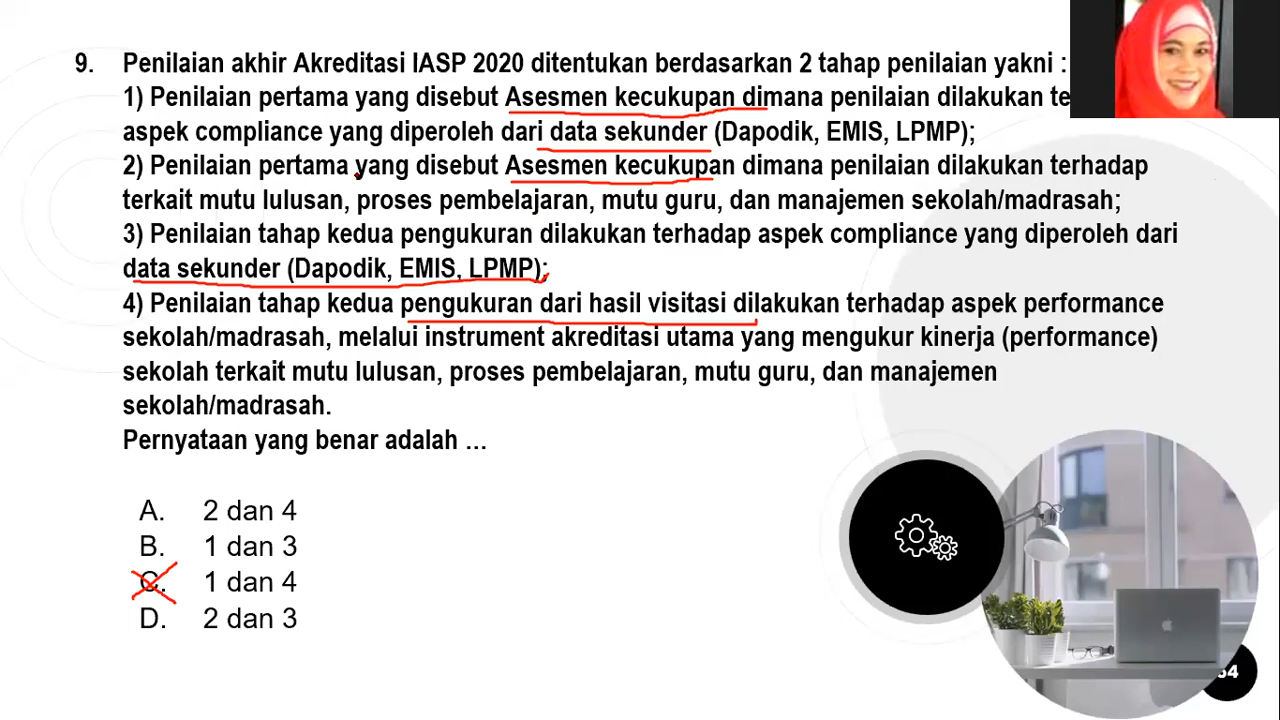 9. Penilaian akhir Akreditasi IASP 2020 ditentukan berdasarkan 2 tahap penilaian yakni :
1) Penilaian pertama yang disebut Asesmen kecukupan dimana penilaian dilakukan
aspek compliance yang diperoleh dari data sekunder (Dapodik, EMIS, LPMP);
2) Penilaian pertama yang disebut Asesmen kecukupan dimana penilaian dilakukan terhadap
terkait mutu lulusan, proses pembelajaran, mutu guru, dan manajemen sekolah/madrasah;
3) Penilaian tahap kedua pengukuran dilakukan terhadap aspek compliance yang diperoleh dari
data sekunder (Dapodik, EMIS, LPMP);
4) Penilaian tahap kedua pengukuran dari hasil visitasi dilakukan terhadap aspek performance
sekolah/madrasah, melalui instrument akreditasi utama yang mengukur kinerja (performance)
sekolah terkait mutu lulusan, proses pembelajaran, mutu guru, dan manajemen
sekolah/madrasah.
Pernyataan yang benar adalah ...
A. 2 dan 4
B. 1 dan 3
C. 1 dan 4
D. 2 dan 3